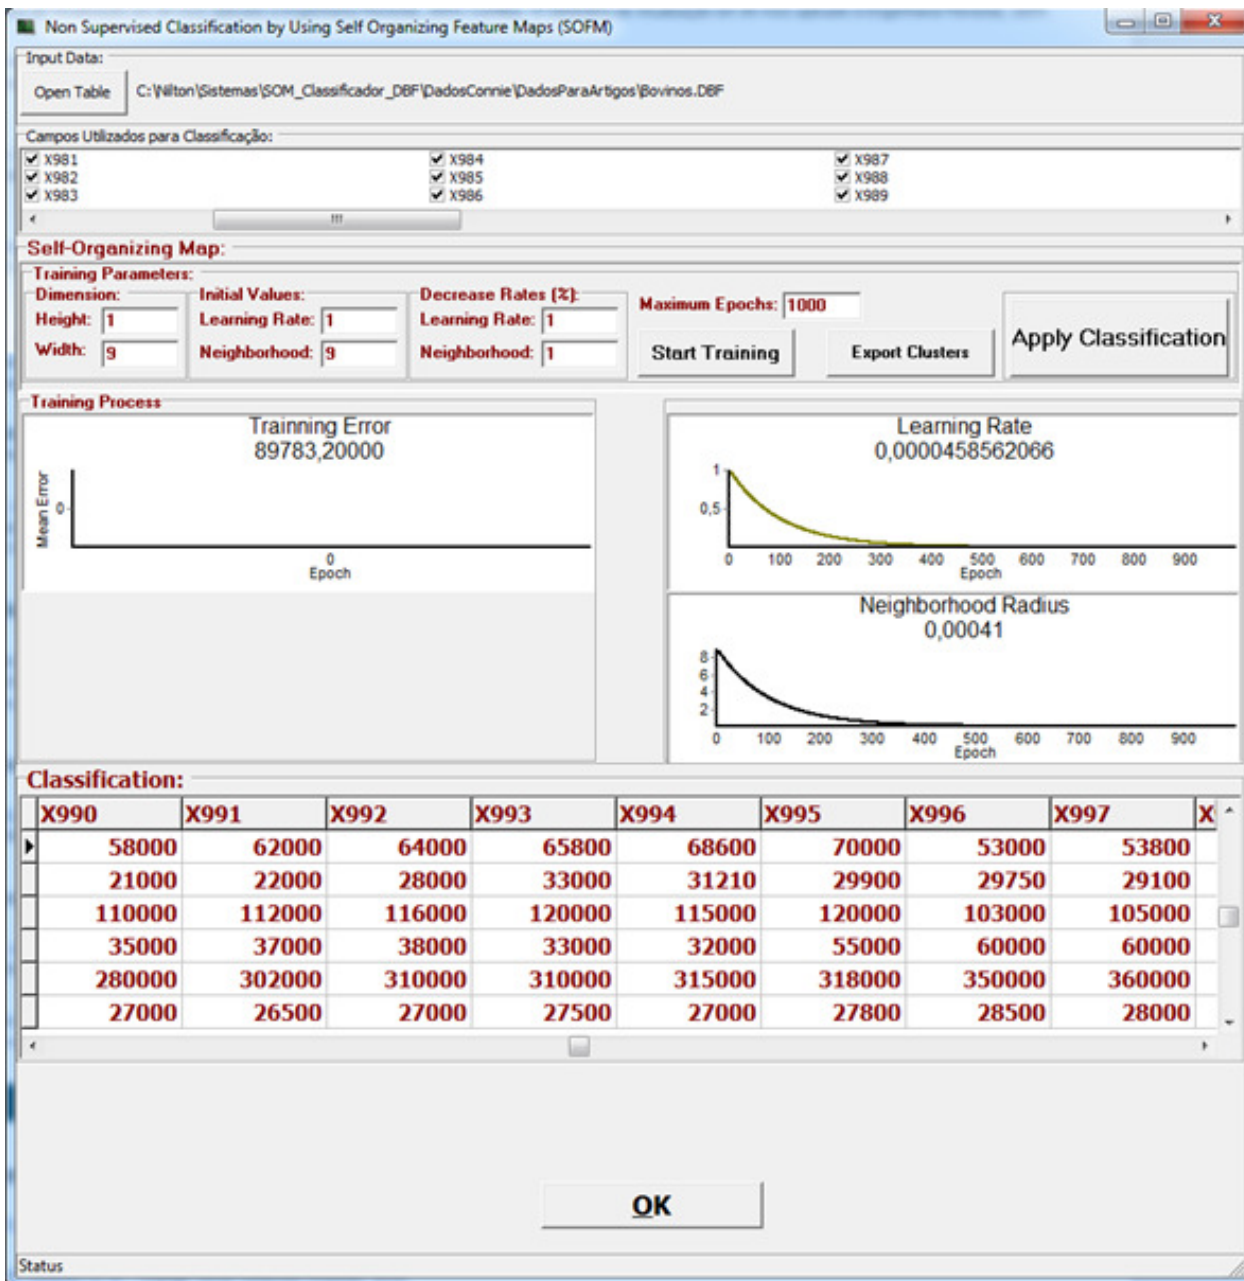 Non Supervised Classification by Using Self Organizing Feature Maps (SOFM)
Input Data:
Open Table C:\Nilton\Sistemas\SOM_Classificador_DBF\DadosConnie\DadosParaArtigos\Bovinos.DBF
Campos Utilizados para Classificação:
X981 X984 X987
X982 X985 X988
X983 X986 X989
Self-Organizing Map:
Training Parameters:
Dimension: Initial Values: Decrease Rates (%): Maximum Epochs: 1000
Height: 1 Learning Rate: 1 Learning Rate: 1
Width: 9 Neighborhood: 9 Neighborhood: 1 Start Training Export Clusters Apply Classification
Training Process
Trainning Error
89783,20000
Mean Error
0
0
Epoch
Learning Rate
0,0000458562066
1
0,5
0 100 200 300 400 500 600 700 800 900
Epoch
Neighborhood Radius
0,00041
8
6
4
2
0 100 200 300 400 500 600 700 800 900
Epoch
Classification:
X990 X991 X992 X993 X994 X995 X996 X997 X
58000 62000 64000 65800 68600 70000 53000 53800
21000 22000 28000 33000 31210 29900 29750 29100
110000 112000 116000 120000 115000 120000 103000 105000
35000 37000 38000 33000 32000 55000 60000 60000
280000 302000 310000 310000 315000 318000 350000 360000
27000 26500 27000 27500 27000 27800 28500 28000
OK
Status